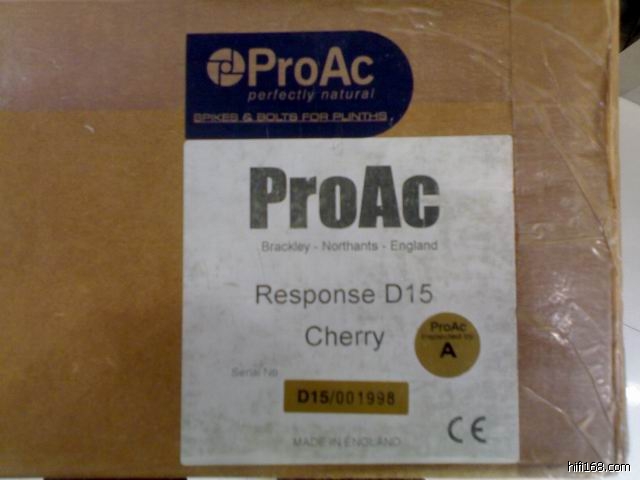 ProAc
perfectly natural
SPIKES & BOLTS FOR PLINTHS
ProAc
Brackley - Northants - England
Response D15
Cherry
ProAc
Inspected by
A
Serial No
D15/001998
MADE IN ENGLAND
CE
hifi168.com